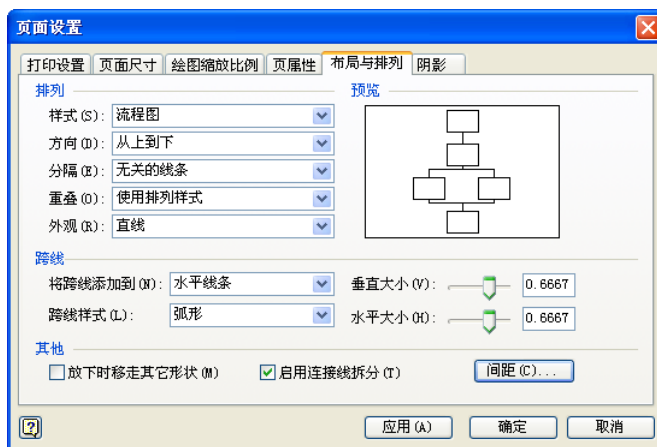 页面设置
打印设置 页面尺寸 绘图缩放比例 页属性 布局与排列 阴影
排列 预览
样式(S): 流程图
方向(D): 从上到下
分隔(E): 无关的线条
重叠(O): 使用排列样式
外观(R): 直线
跨线
将跨线添加到(N): 水平线条 垂直大小(V): 0.6667
跨线样式(L): 弧形 水平大小(H): 0.6667
其他
放下时移走其它形状(M) 启用连接线拆分(T) 间距(C)...
应用(A) 确定 取消